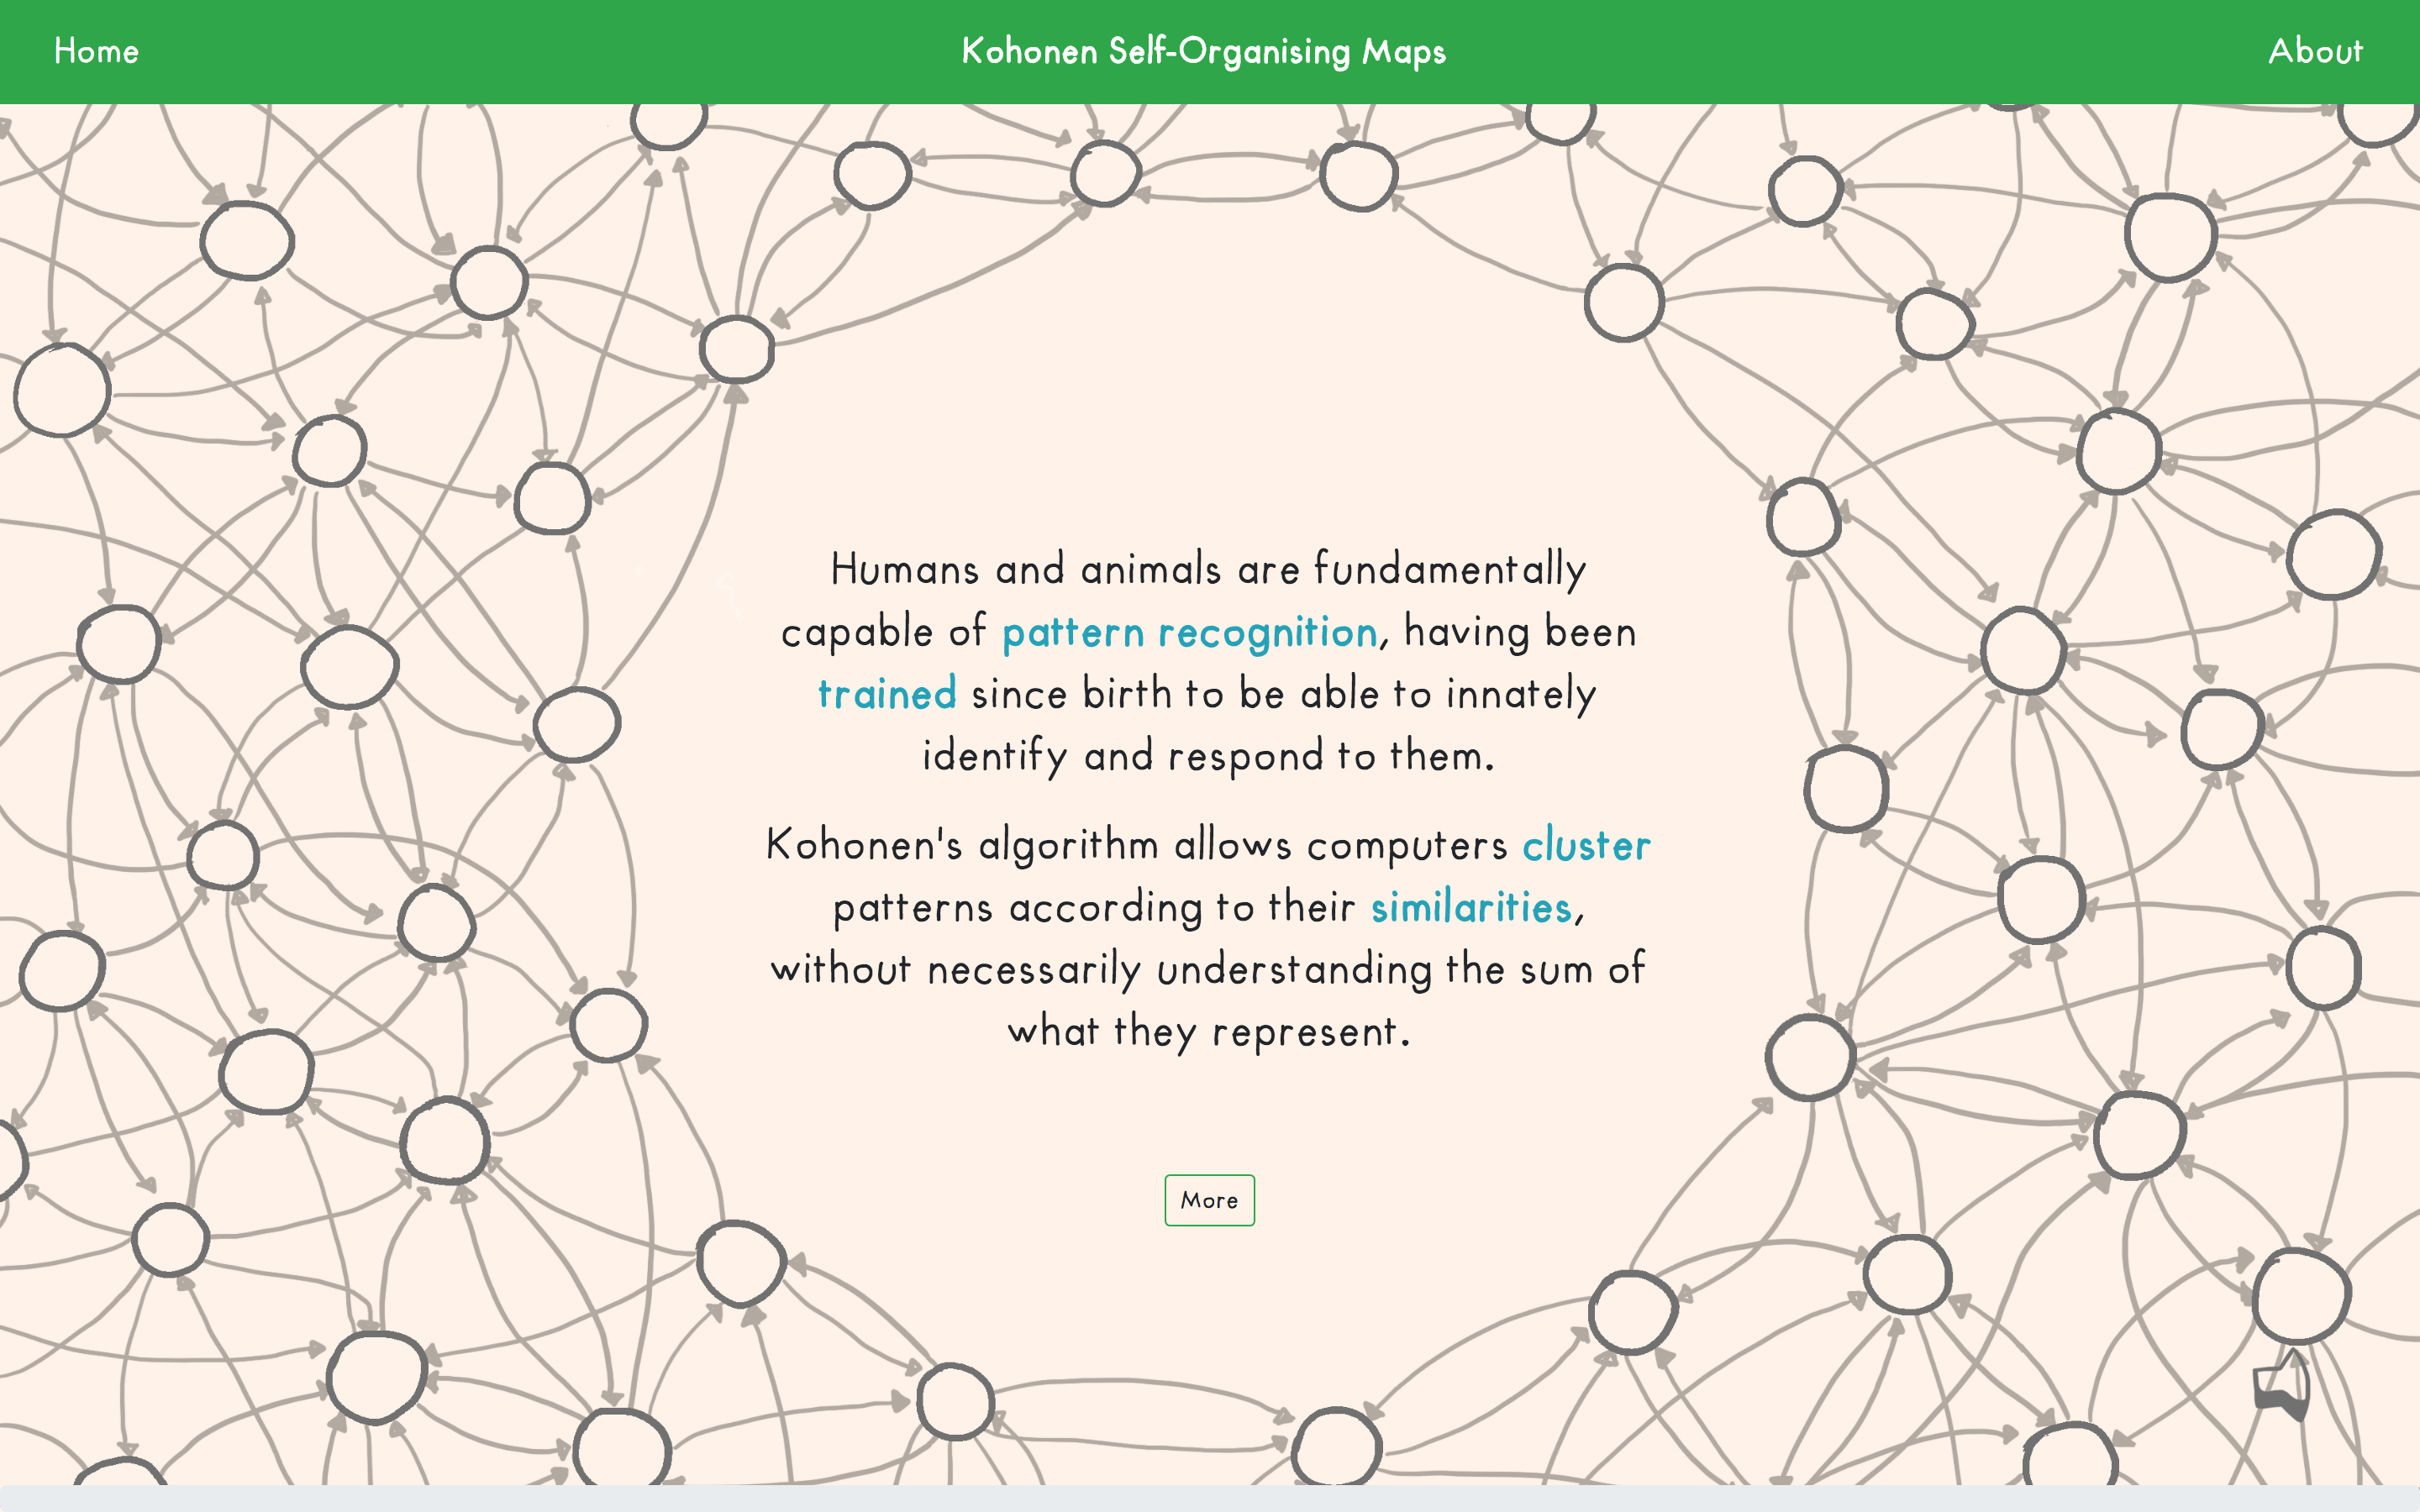 Home
Kohonen Self-Organising Maps
About
Humans and animals are fundamentally
capable of pattern recognition, having been
trained since birth to be able to innately
identify and respond to them.
Kohonen's algorithm allows computers cluster
patterns according to their similarities,
without necessarily understanding the sum of
what they represent.
More